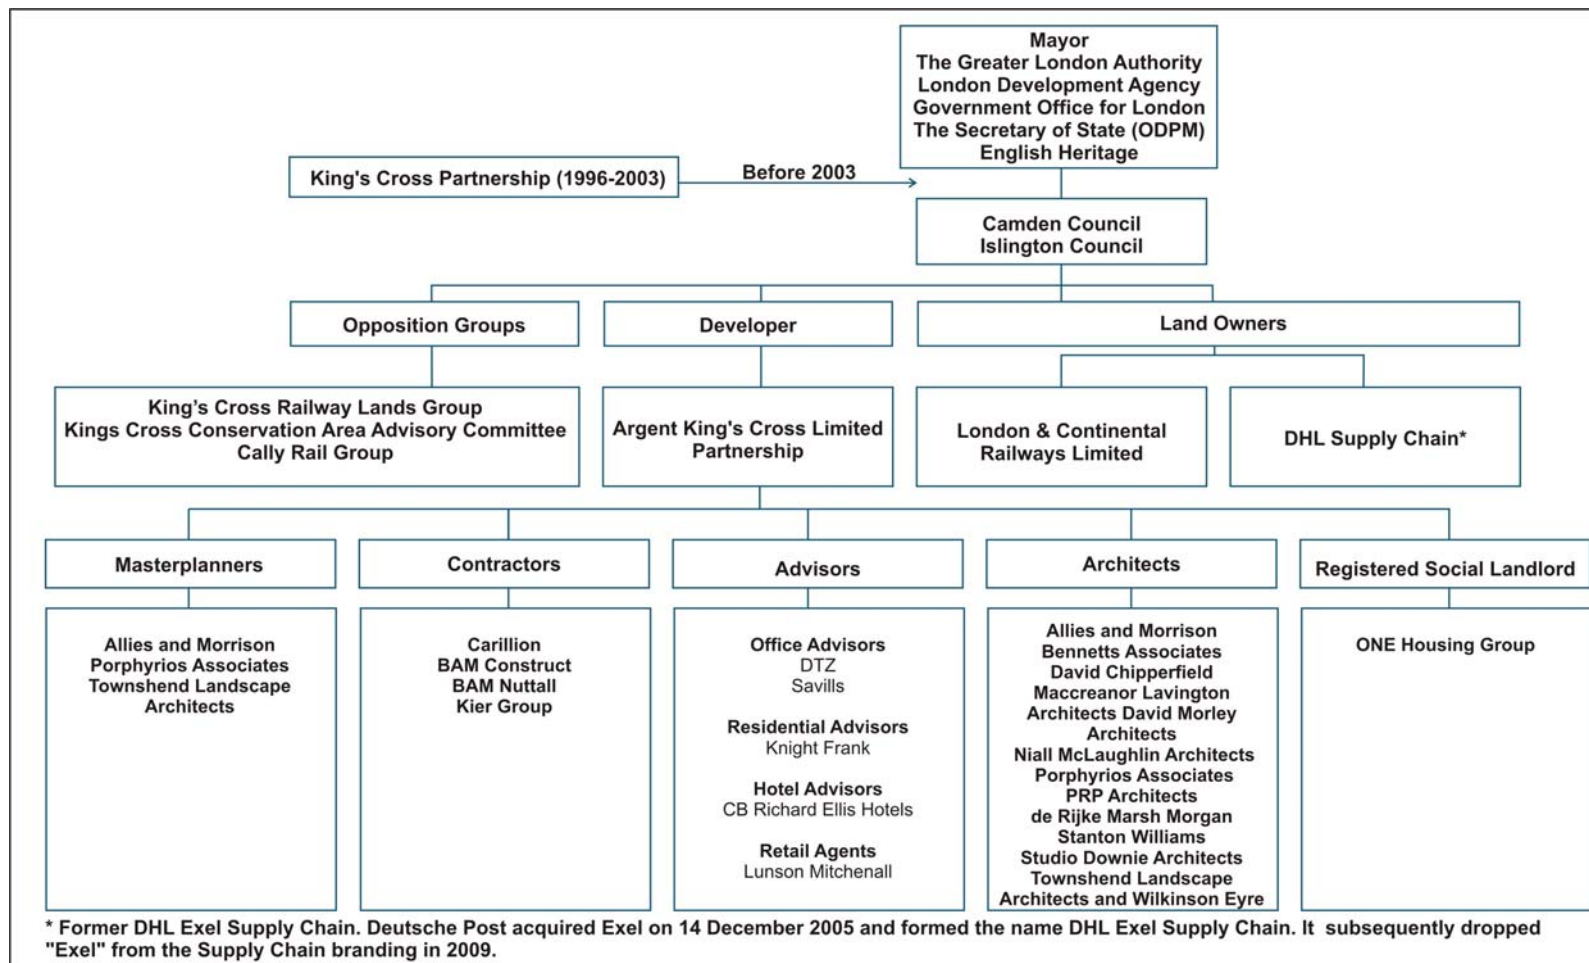 Mayor
The Greater London Authority
London Development Agency
Government Office for London
The Secretary of State (ODPM)
English Heritage
King's Cross Partnership (1996-2003)
Before 2003
Camden Council
Islington Council
Opposition Groups
Developer
Land Owners
King’s Cross Railway Lands Group
Kings Cross Conservation Area Advisory Committee
Cally Rail Group
Argent King's Cross Limited
Partnership
London & Continental
Railways Limited
DHL Supply Chain*
Masterplanners
Contractors
Advisors
Architects
Registered Social Landlord
Allies and Morrison
Porphyrios Associates
Townshend Landscape
Architects
Carillion
BAM Construct
BAM Nuttall
Kier Group
Office Advisors
DTZ
Savills
Residential Advisors
Knight Frank
Hotel Advisors
CB Richard Ellis Hotels
Retail Agents
Lunson Mitchenall
Allies and Morrison
Bennetts Associates
David Chipperfield
Maccreanor Lavington
Architects David Morley
Architects
Niall McLaughlin Architects
Porphyrios Associates
PRP Architects
de Rijke Marsh Morgan
Stanton Williams
Studio Downie Architects
Townshend Landscape
Architects and Wilkinson Eyre
ONE Housing Group
* Former DHL Exel Supply Chain. Deutsche Post acquired Exel on 14 December 2005 and formed the name DHL Exel Supply Chain. It subsequently dropped
"Exel" from the Supply Chain branding in 2009.